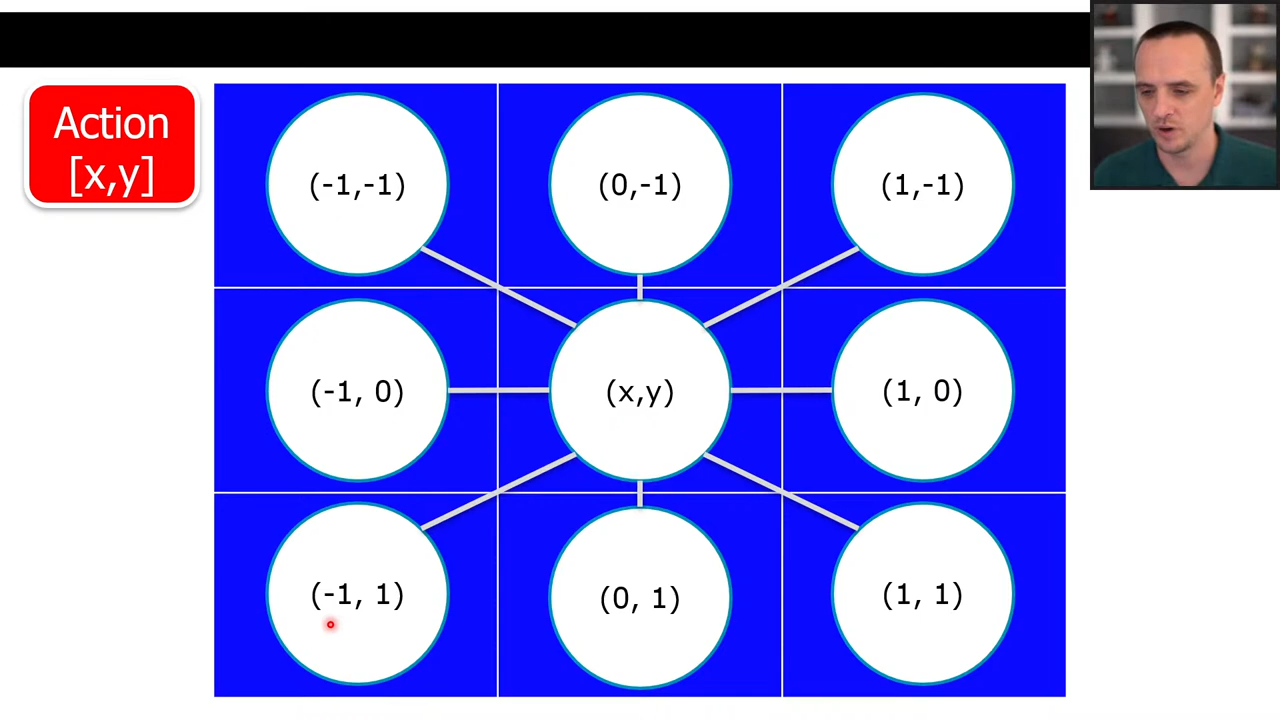 Action
[x,y]
(-1,-1)
(0,-1)
(1,-1)
(-1, 0)
(x,y)
(1, 0)
(-1, 1)
(0, 1)
(1, 1)